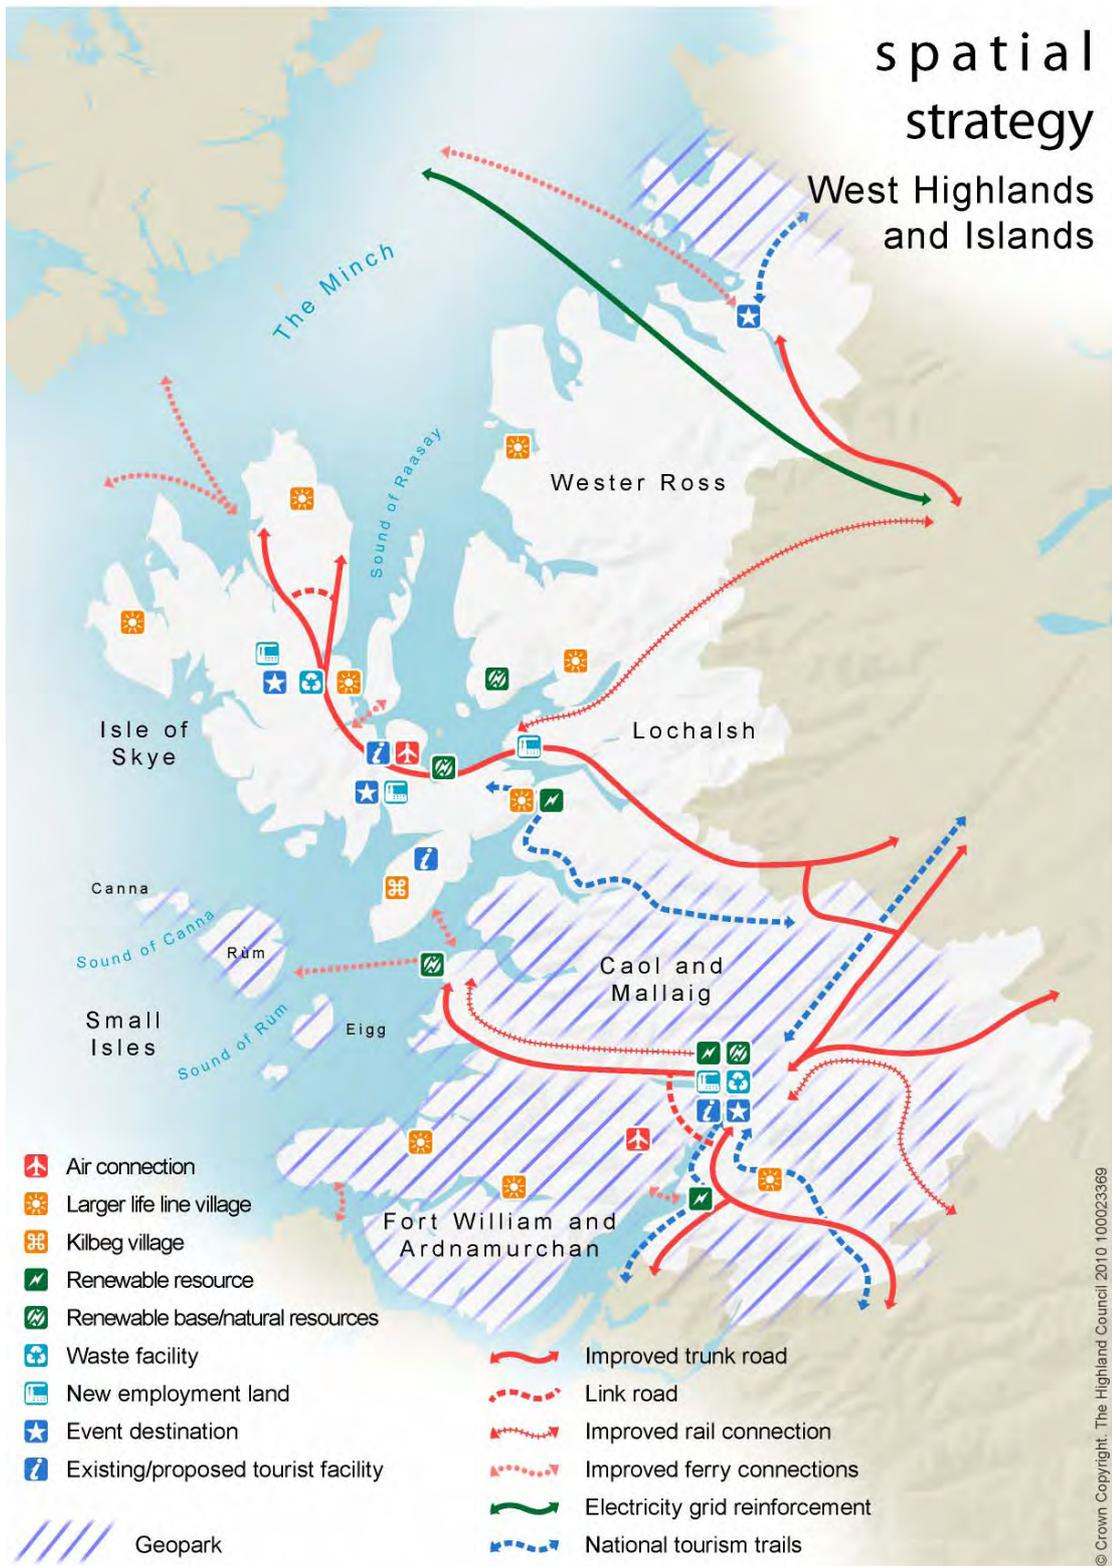 spatial
strategy
West Highlands
and Islands
The Minch
Sound of Raasay
Wester Ross
Isle of
Skye
Lochalsh
Canna
Sound of Canna
Rùm
Caol and
Mallaig
Small
Isles
Eigg
Sound of Rùm
Fort William and
Ardnamurchan
Air connection
Larger life line village
Kilbeg village
Renewable resource
Renewable base/natural resources
Waste facility
New employment land
Event destination
Existing/proposed tourist facility
Geopark
Improved trunk road
Link road
Improved rail connection
Improved ferry connections
Electricity grid reinforcement
National tourism trails
© Crown Copyright. The Highland Council 2010 100023369